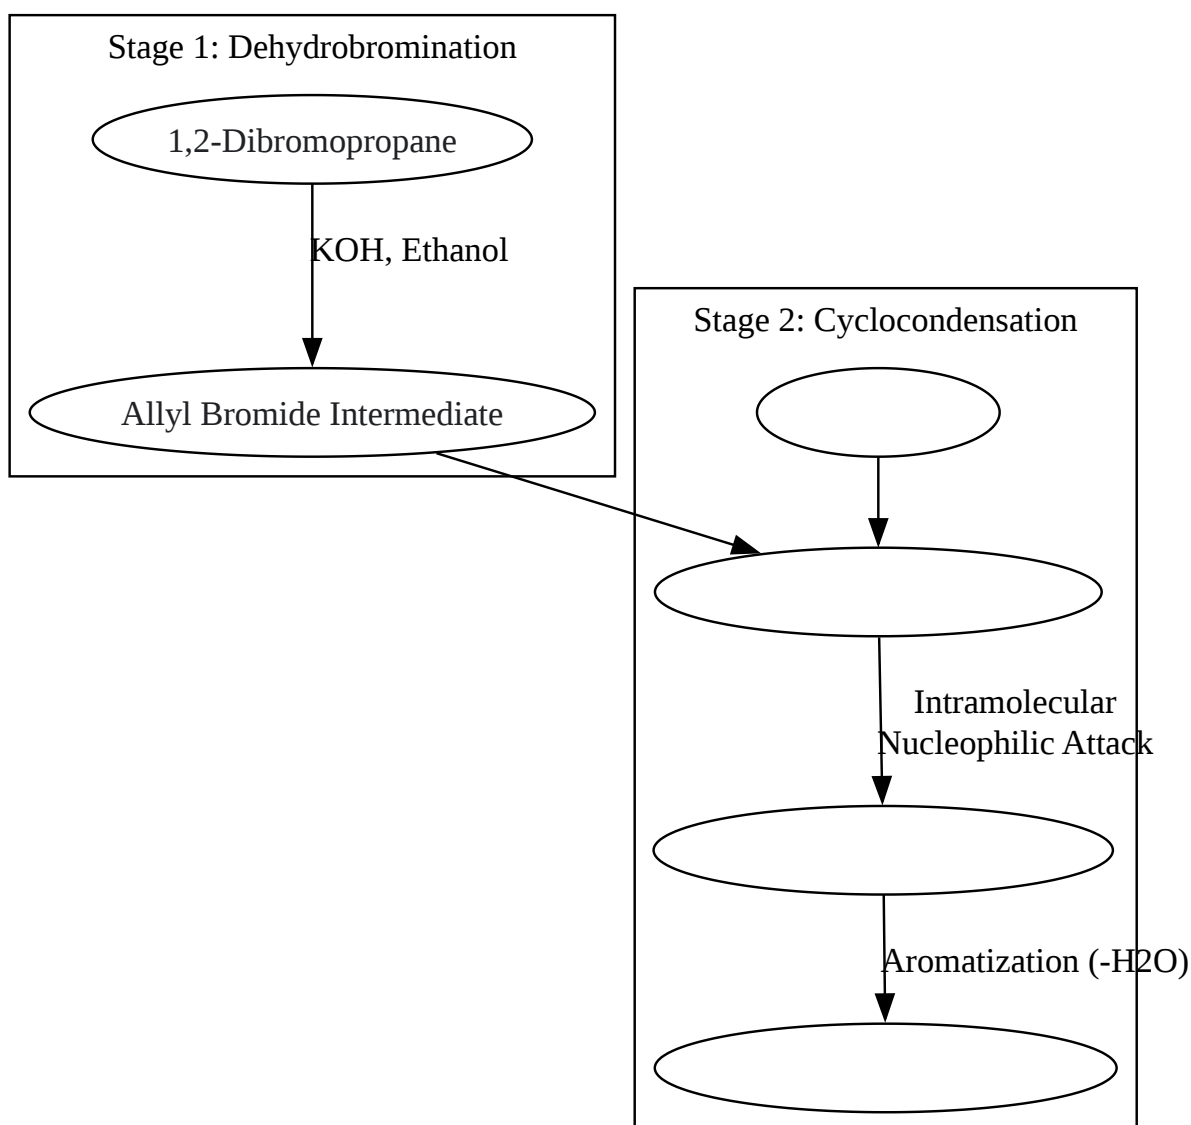 Stage 1: Dehydrobromination
1,2-Dibromopropane
KOH, Ethanol
Allyl Bromide Intermediate
Stage 2: Cyclocondensation
Intramolecular
Nucleophilic Attack
Aromatization (-H2O)